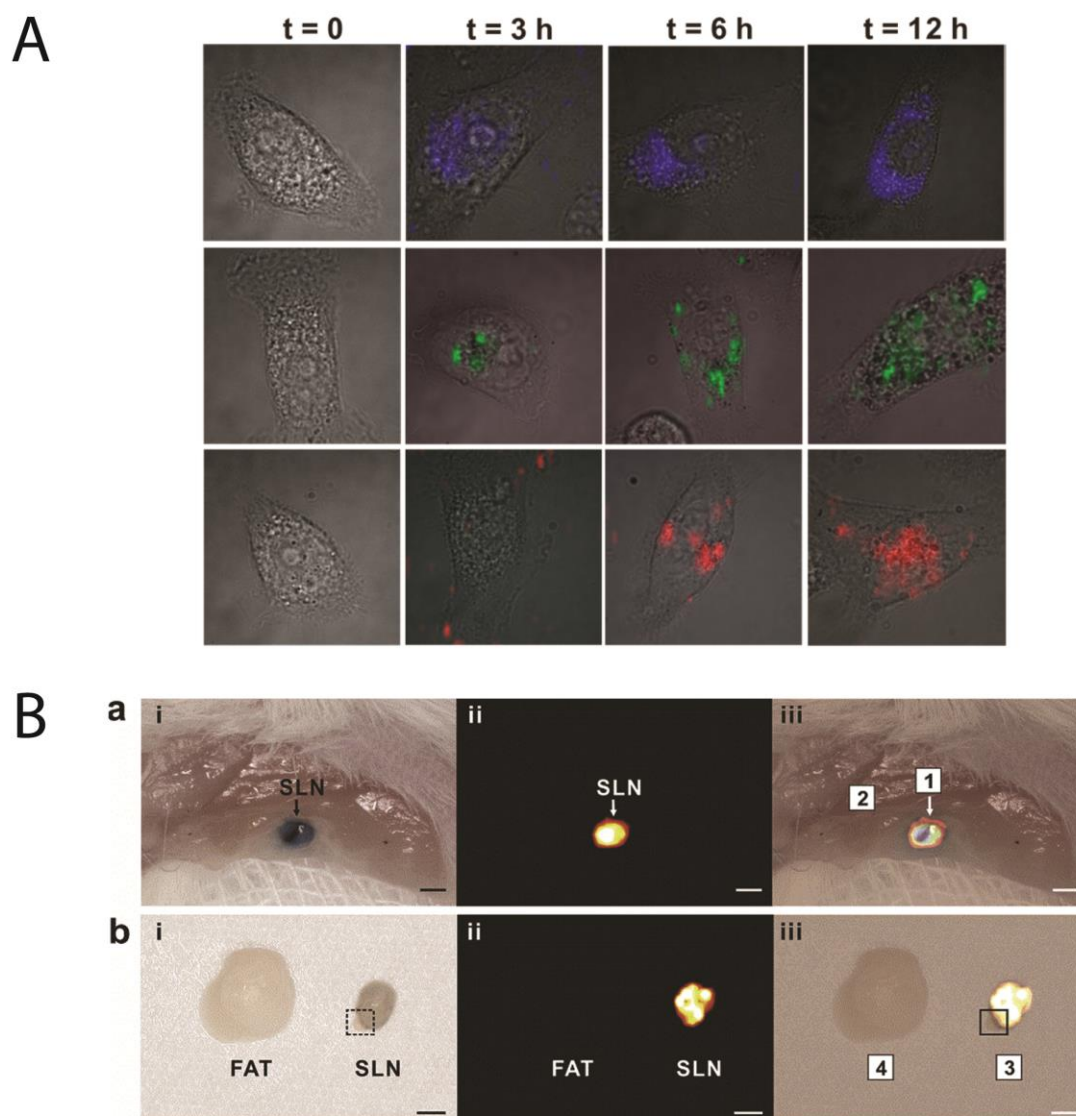 A
t = 0 t = 3 h t = 6 h t = 12 h
B
a
i ii iii
SLN SLN 1
2
b
i ii iii
FAT SLN FAT SLN 4 3